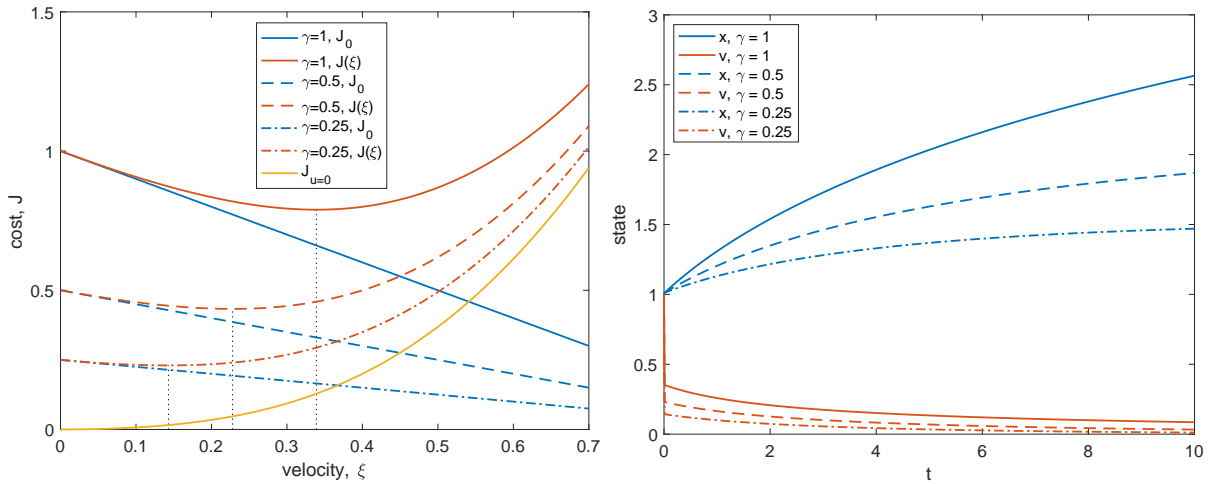 1.5
1
0.5
0
cost, J
γ=1, J₀
γ=1, J(ξ)
γ=0.5, J₀
γ=0.5, J(ξ)
γ=0.25, J₀
γ=0.25, J(ξ)
Jᵤ₌₀
0 0.1 0.2 0.3 0.4 0.5 0.6 0.7
velocity, ξ
3
2.5
2
1.5
1
0.5
0
state
x, γ = 1
v, γ = 1
x, γ = 0.5
v, γ = 0.5
x, γ = 0.25
v, γ = 0.25
0 2 4 6 8 10
t